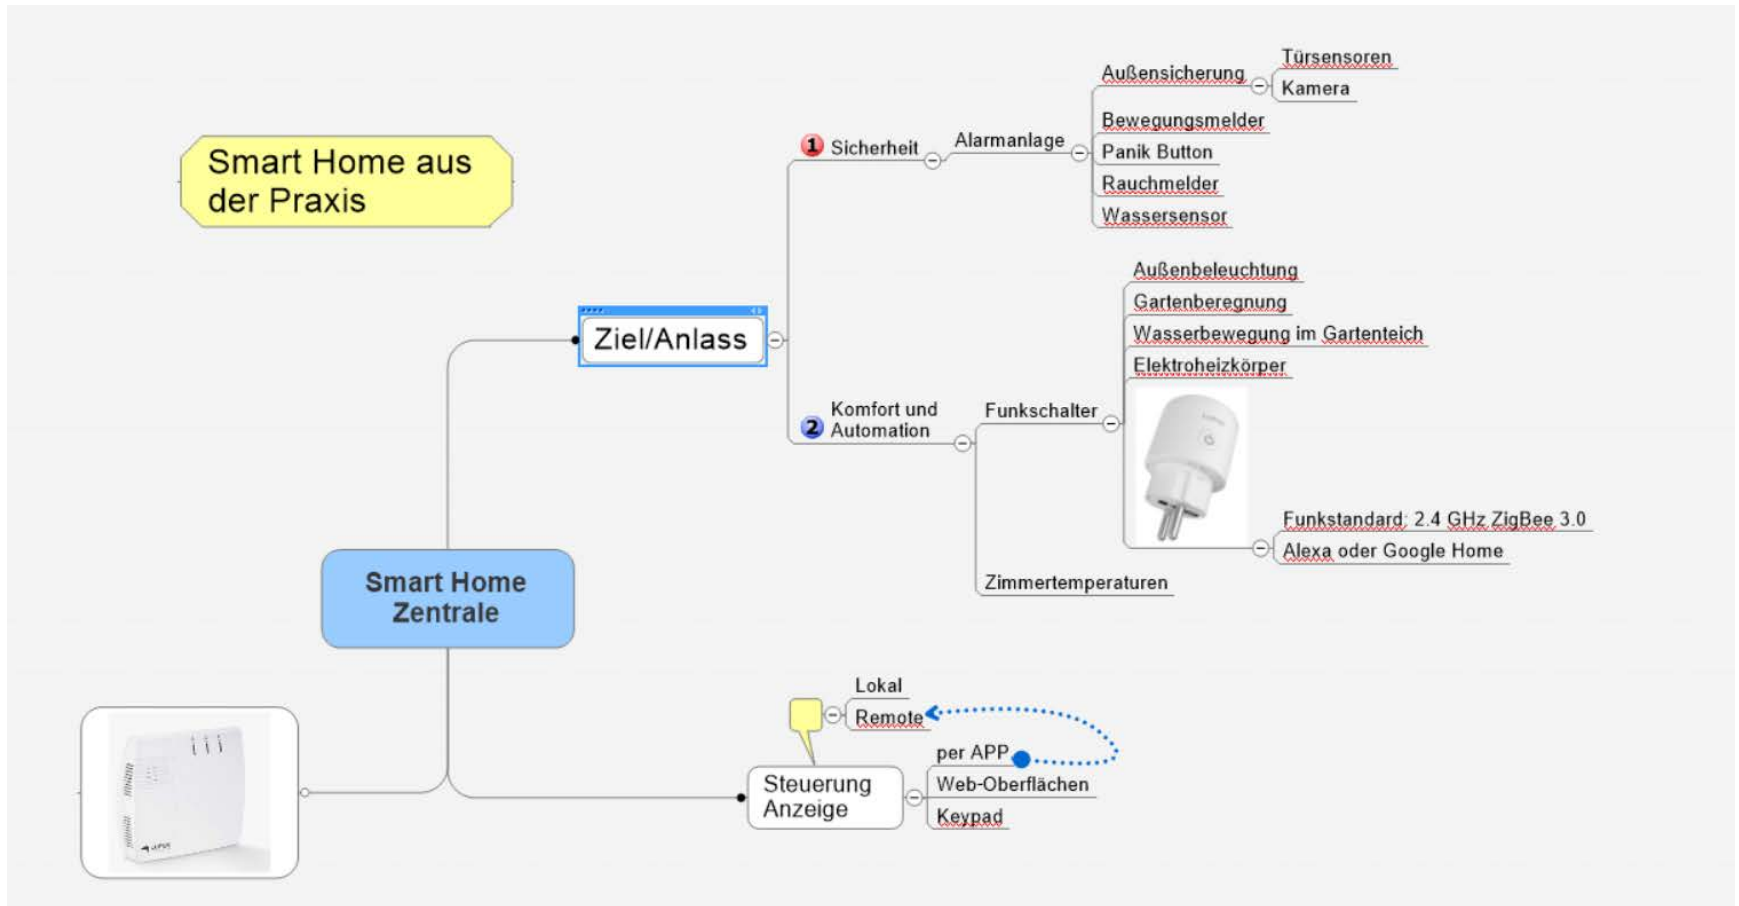 Smart Home aus
der Praxis
Ziel/Anlass
1
Sicherheit
Alarmanlage
Außensicherung
Türsensoren
Kamera
Bewegungsmelder
Panik Button
Rauchmelder
Wassersensor
2
Komfort und
Automation
Funkschalter
Außenbeleuchtung
Gartenberegnung
Wasserbewegung im Gartenteich
Elektroheizkörper
Funkstandard: 2.4 GHz ZigBee 3.0
Alexa oder Google Home
Zimmertemperaturen
Smart Home
Zentrale
Lokal
Remote
Steuerung
Anzeige
per APP
Web-Oberflächen
Keypad